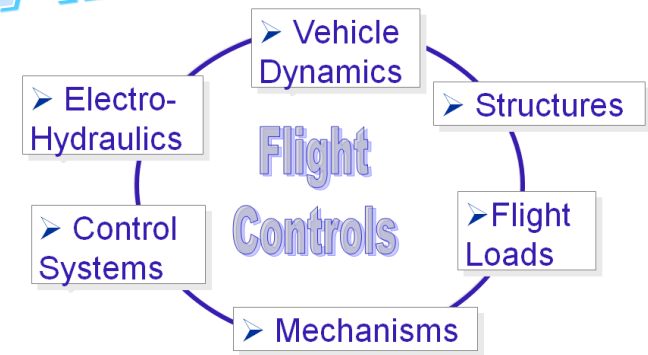 ➢ Vehicle
Dynamics
➢ Electro-
Hydraulics
➢ Structures
Flight
Controls
➢ Control
Systems
➢Flight
Loads
➢ Mechanisms